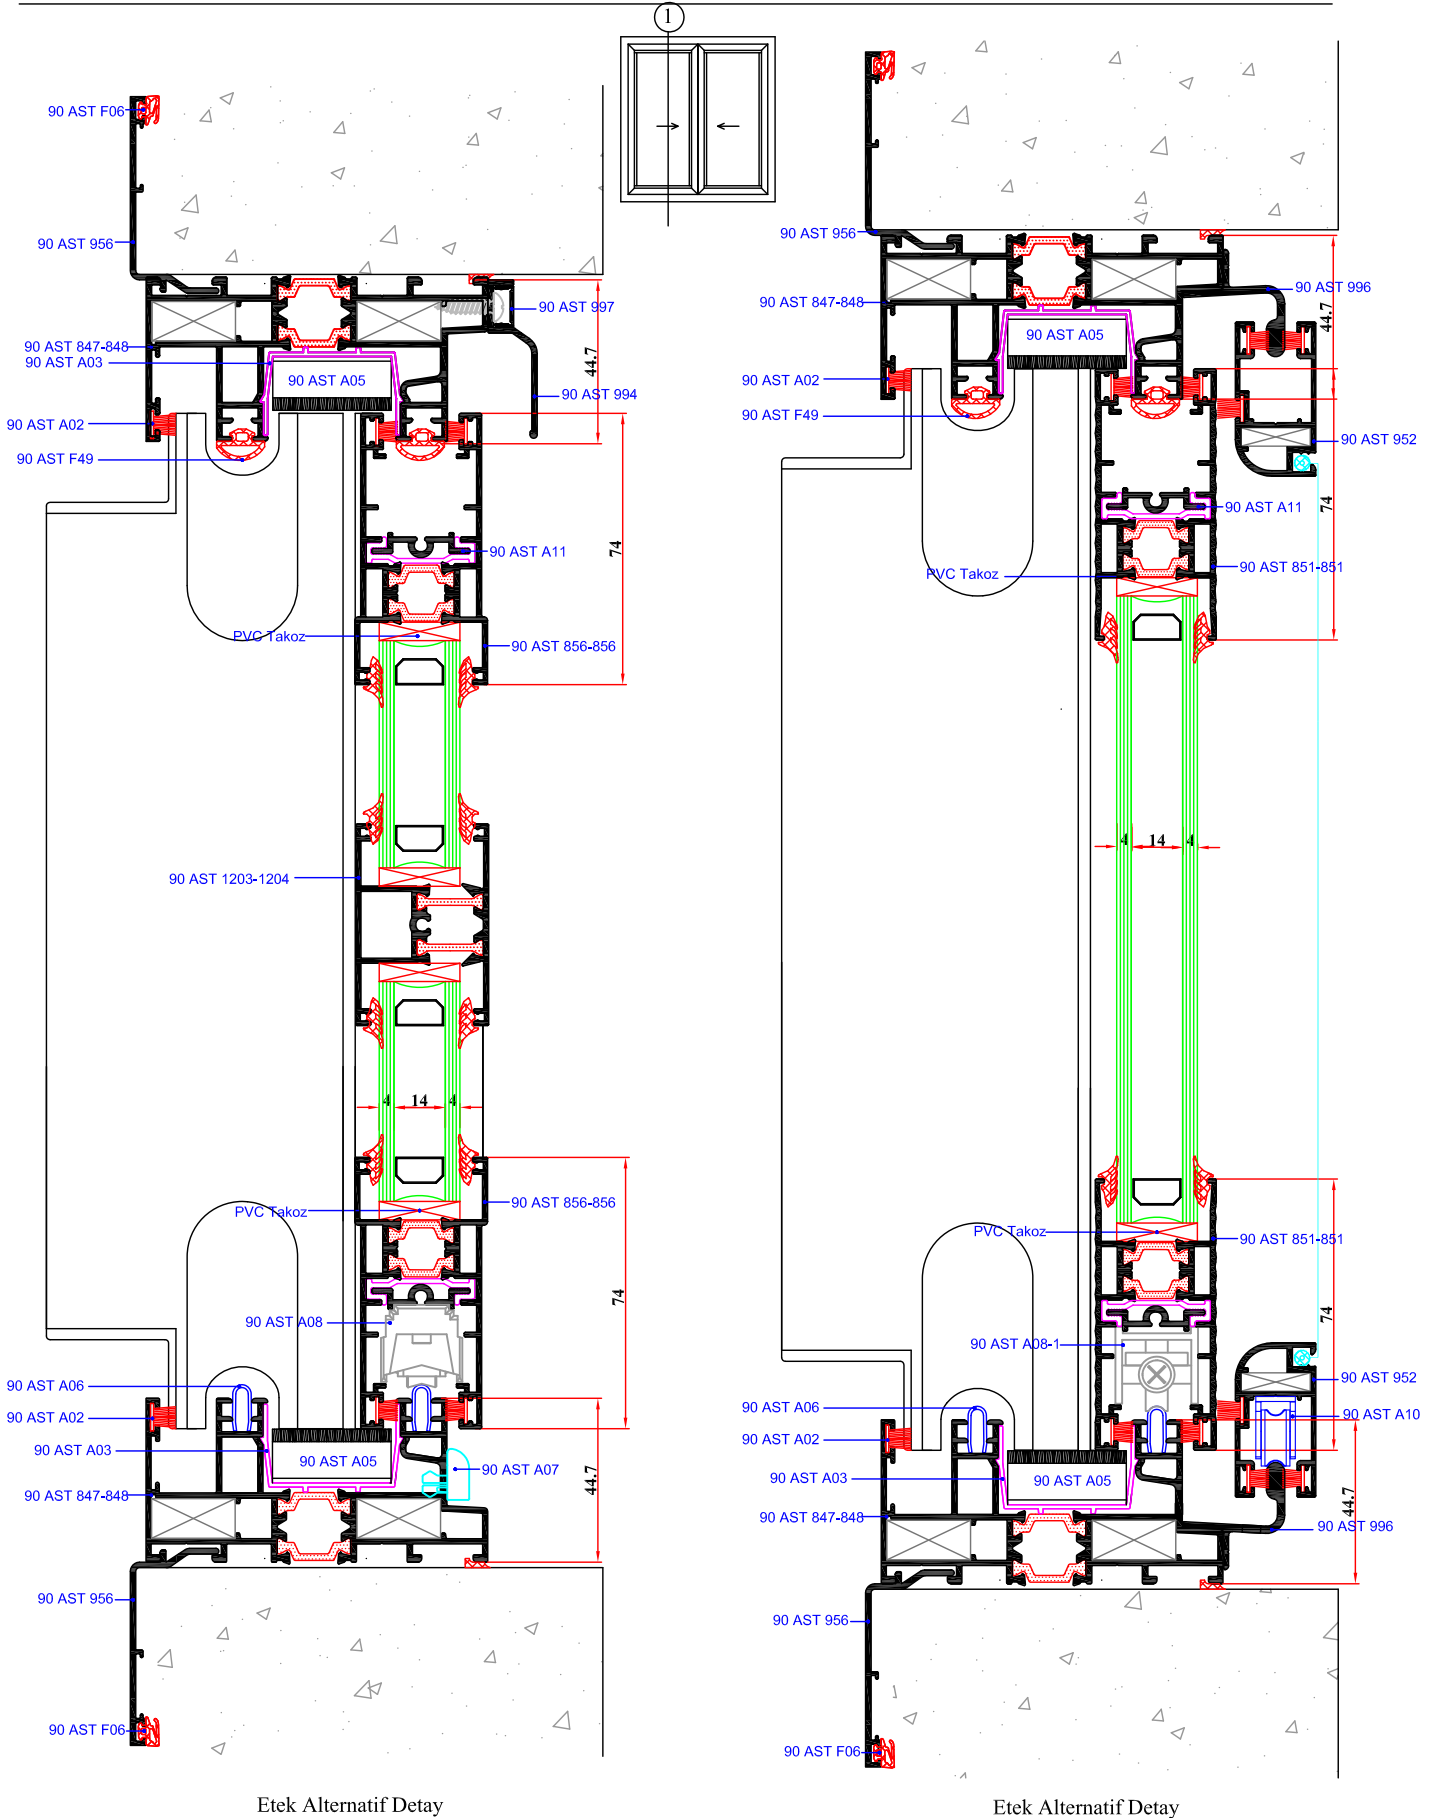 1
90 AST F06
90 AST 956
90 AST 997
90 AST 847-848
90 AST A03
90 AST A05
44.7
90 AST 994
90 AST A02
90 AST F49
90 AST A11
74
PVC Takoz
90 AST 856-856
90 AST 1203-1204
4
14
4
90 AST 856-856
PVC Takoz
74
90 AST A08
90 AST A06
90 AST A02
90 AST A03
90 AST A05
90 AST A07
90 AST 847-848
44.7
90 AST 956
90 AST F06
Etek Alternatif Detay
90 AST 956
90 AST 996
90 AST 847-848
44.7
90 AST A05
90 AST A02
90 AST F49
90 AST 952
90 AST A11
74
PVC Takoz
90 AST 851-851
4
14
4
PVC Takoz
90 AST 851-851
74
90 AST A08-1
90 AST 952
90 AST A06
90 AST A10
90 AST A02
90 AST A03
90 AST A05
90 AST 847-848
44.7
90 AST 996
90 AST 956
90 AST F06
Etek Alternatif Detay